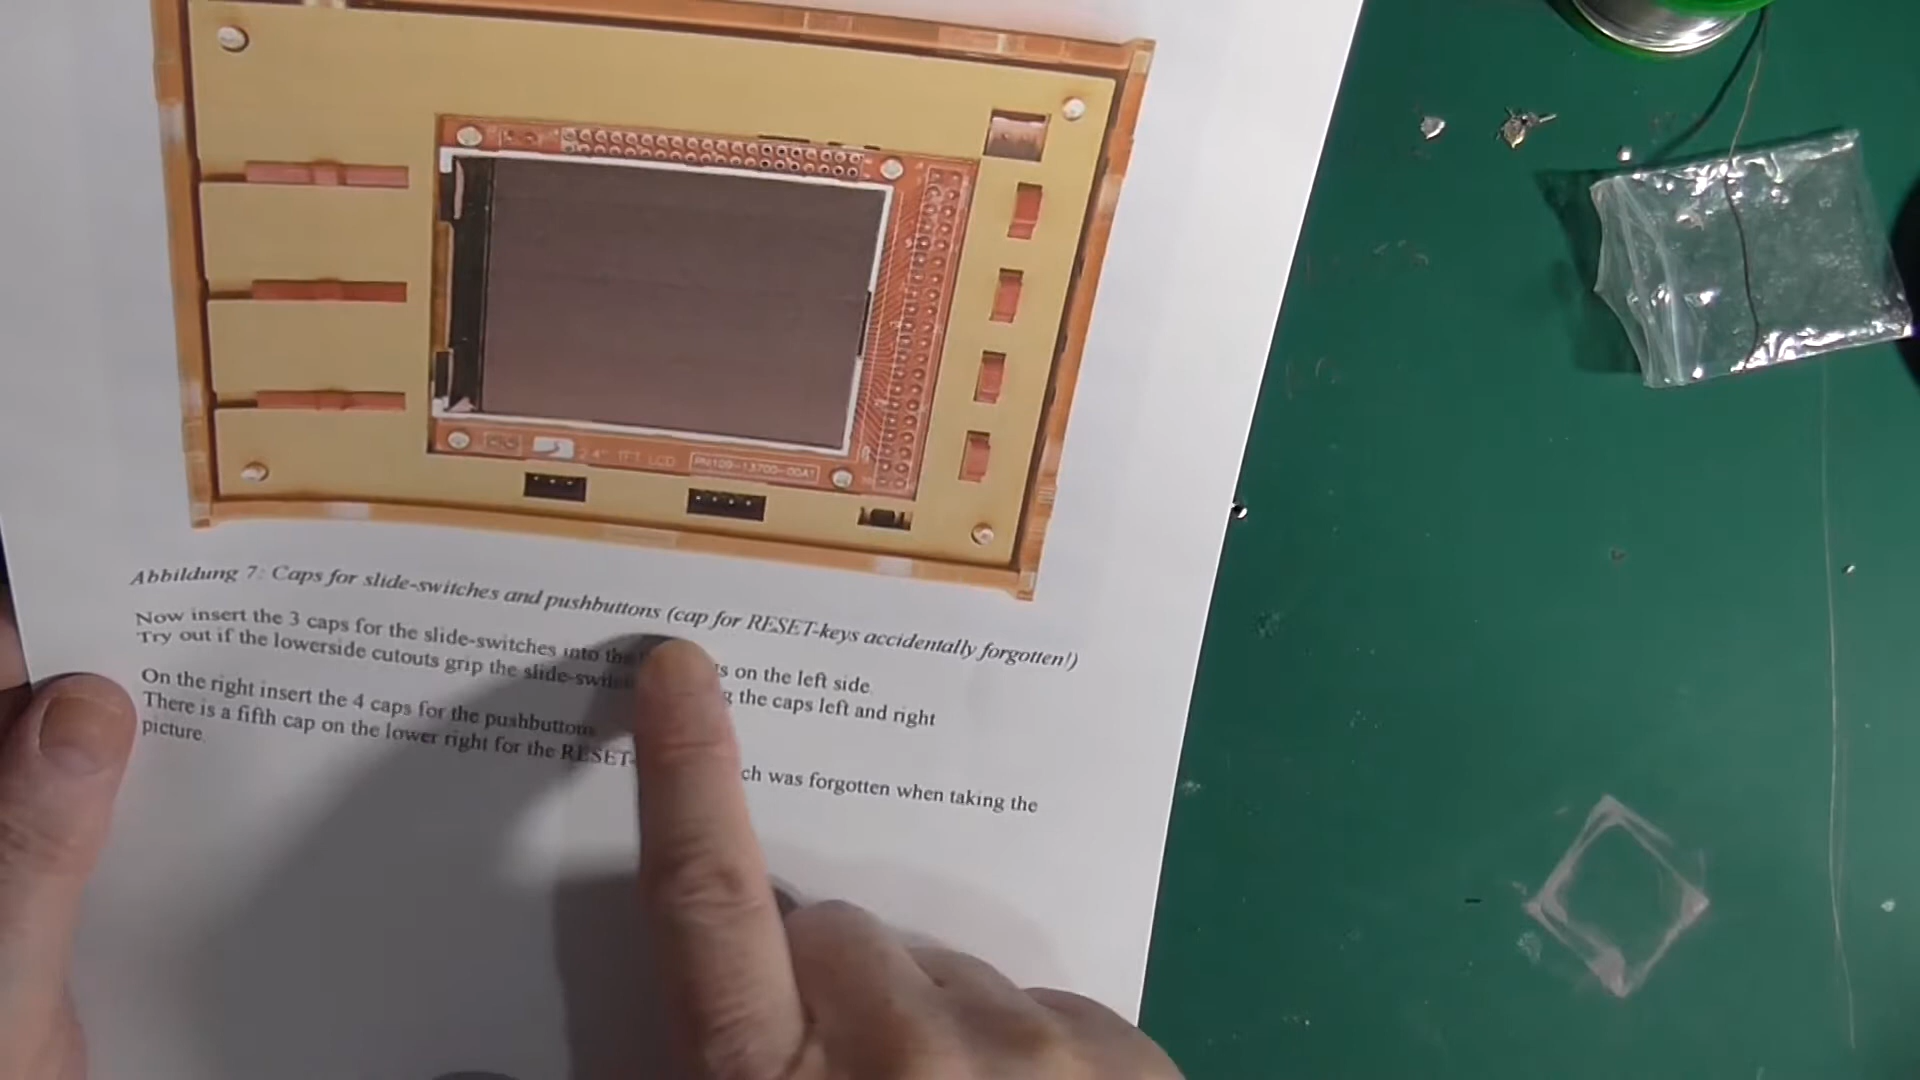 2.4" TFT LCD
Abbildung 7: Caps for slide-switches and pushbuttons (cap for RESET-keys accidentally forgotten!)
Now insert the 3 caps for the slide-switches into the on the left side.
Try out if the lowerside cutouts grip the the caps left and right
On the right insert the 4 caps for the pushbuttons
There is a fifth cap on the lower right for the RESET- was forgotten when taking the
picture.